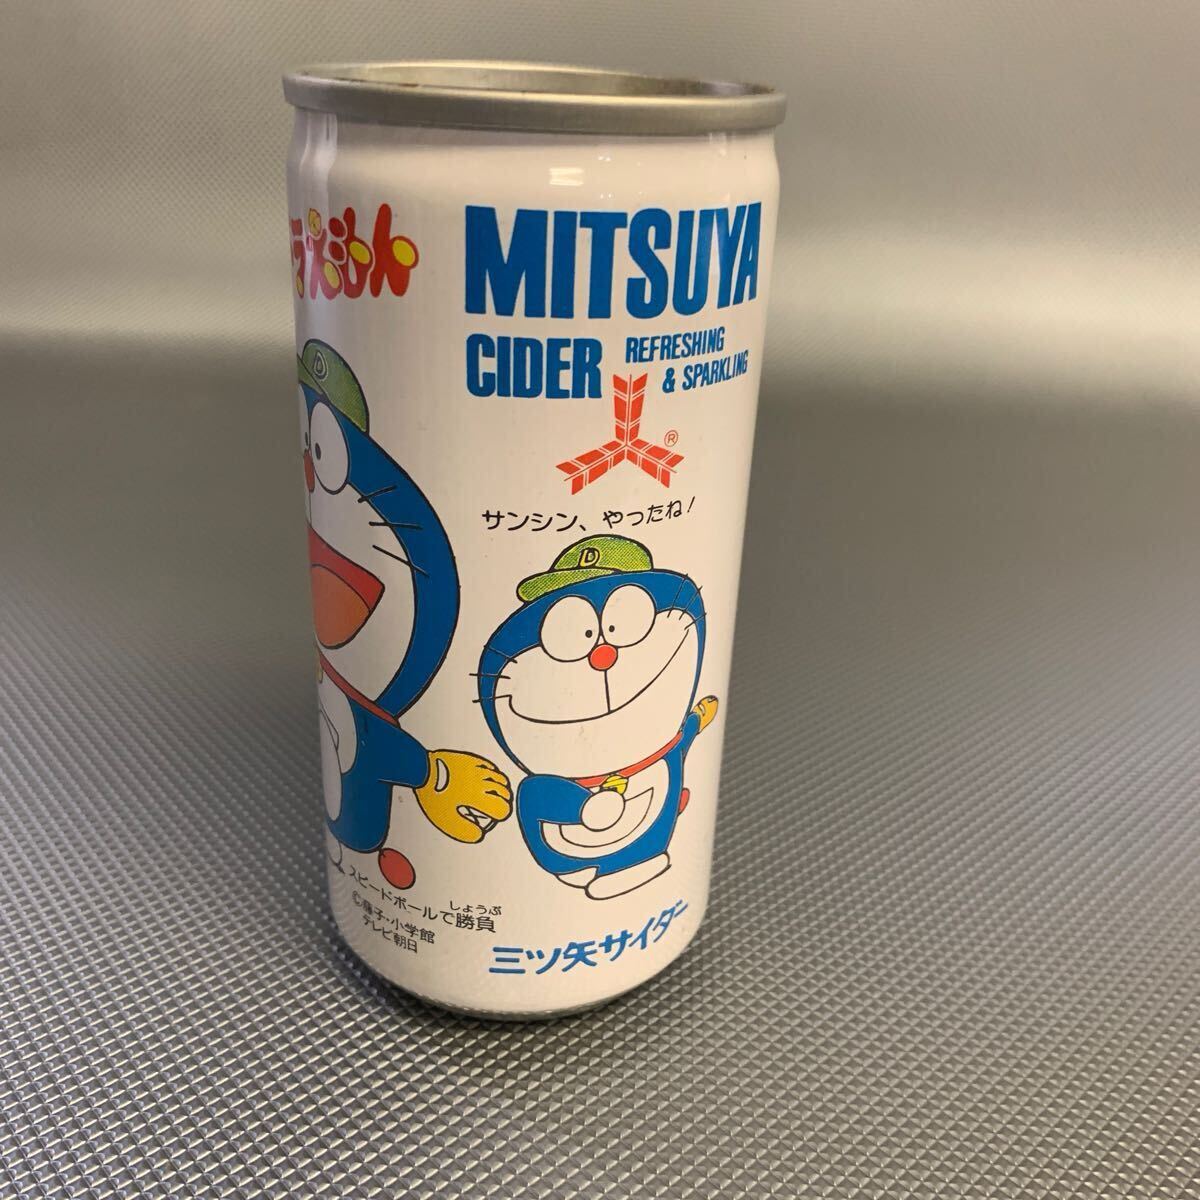 MITSUYA
CIDER
REFRESHING
& SPARKLING
®
サンシン、やったね!
D
D
スピードボールで勝負
しょうぶ
©藤子・小学館
テレビ朝日
三ツ矢サイダー